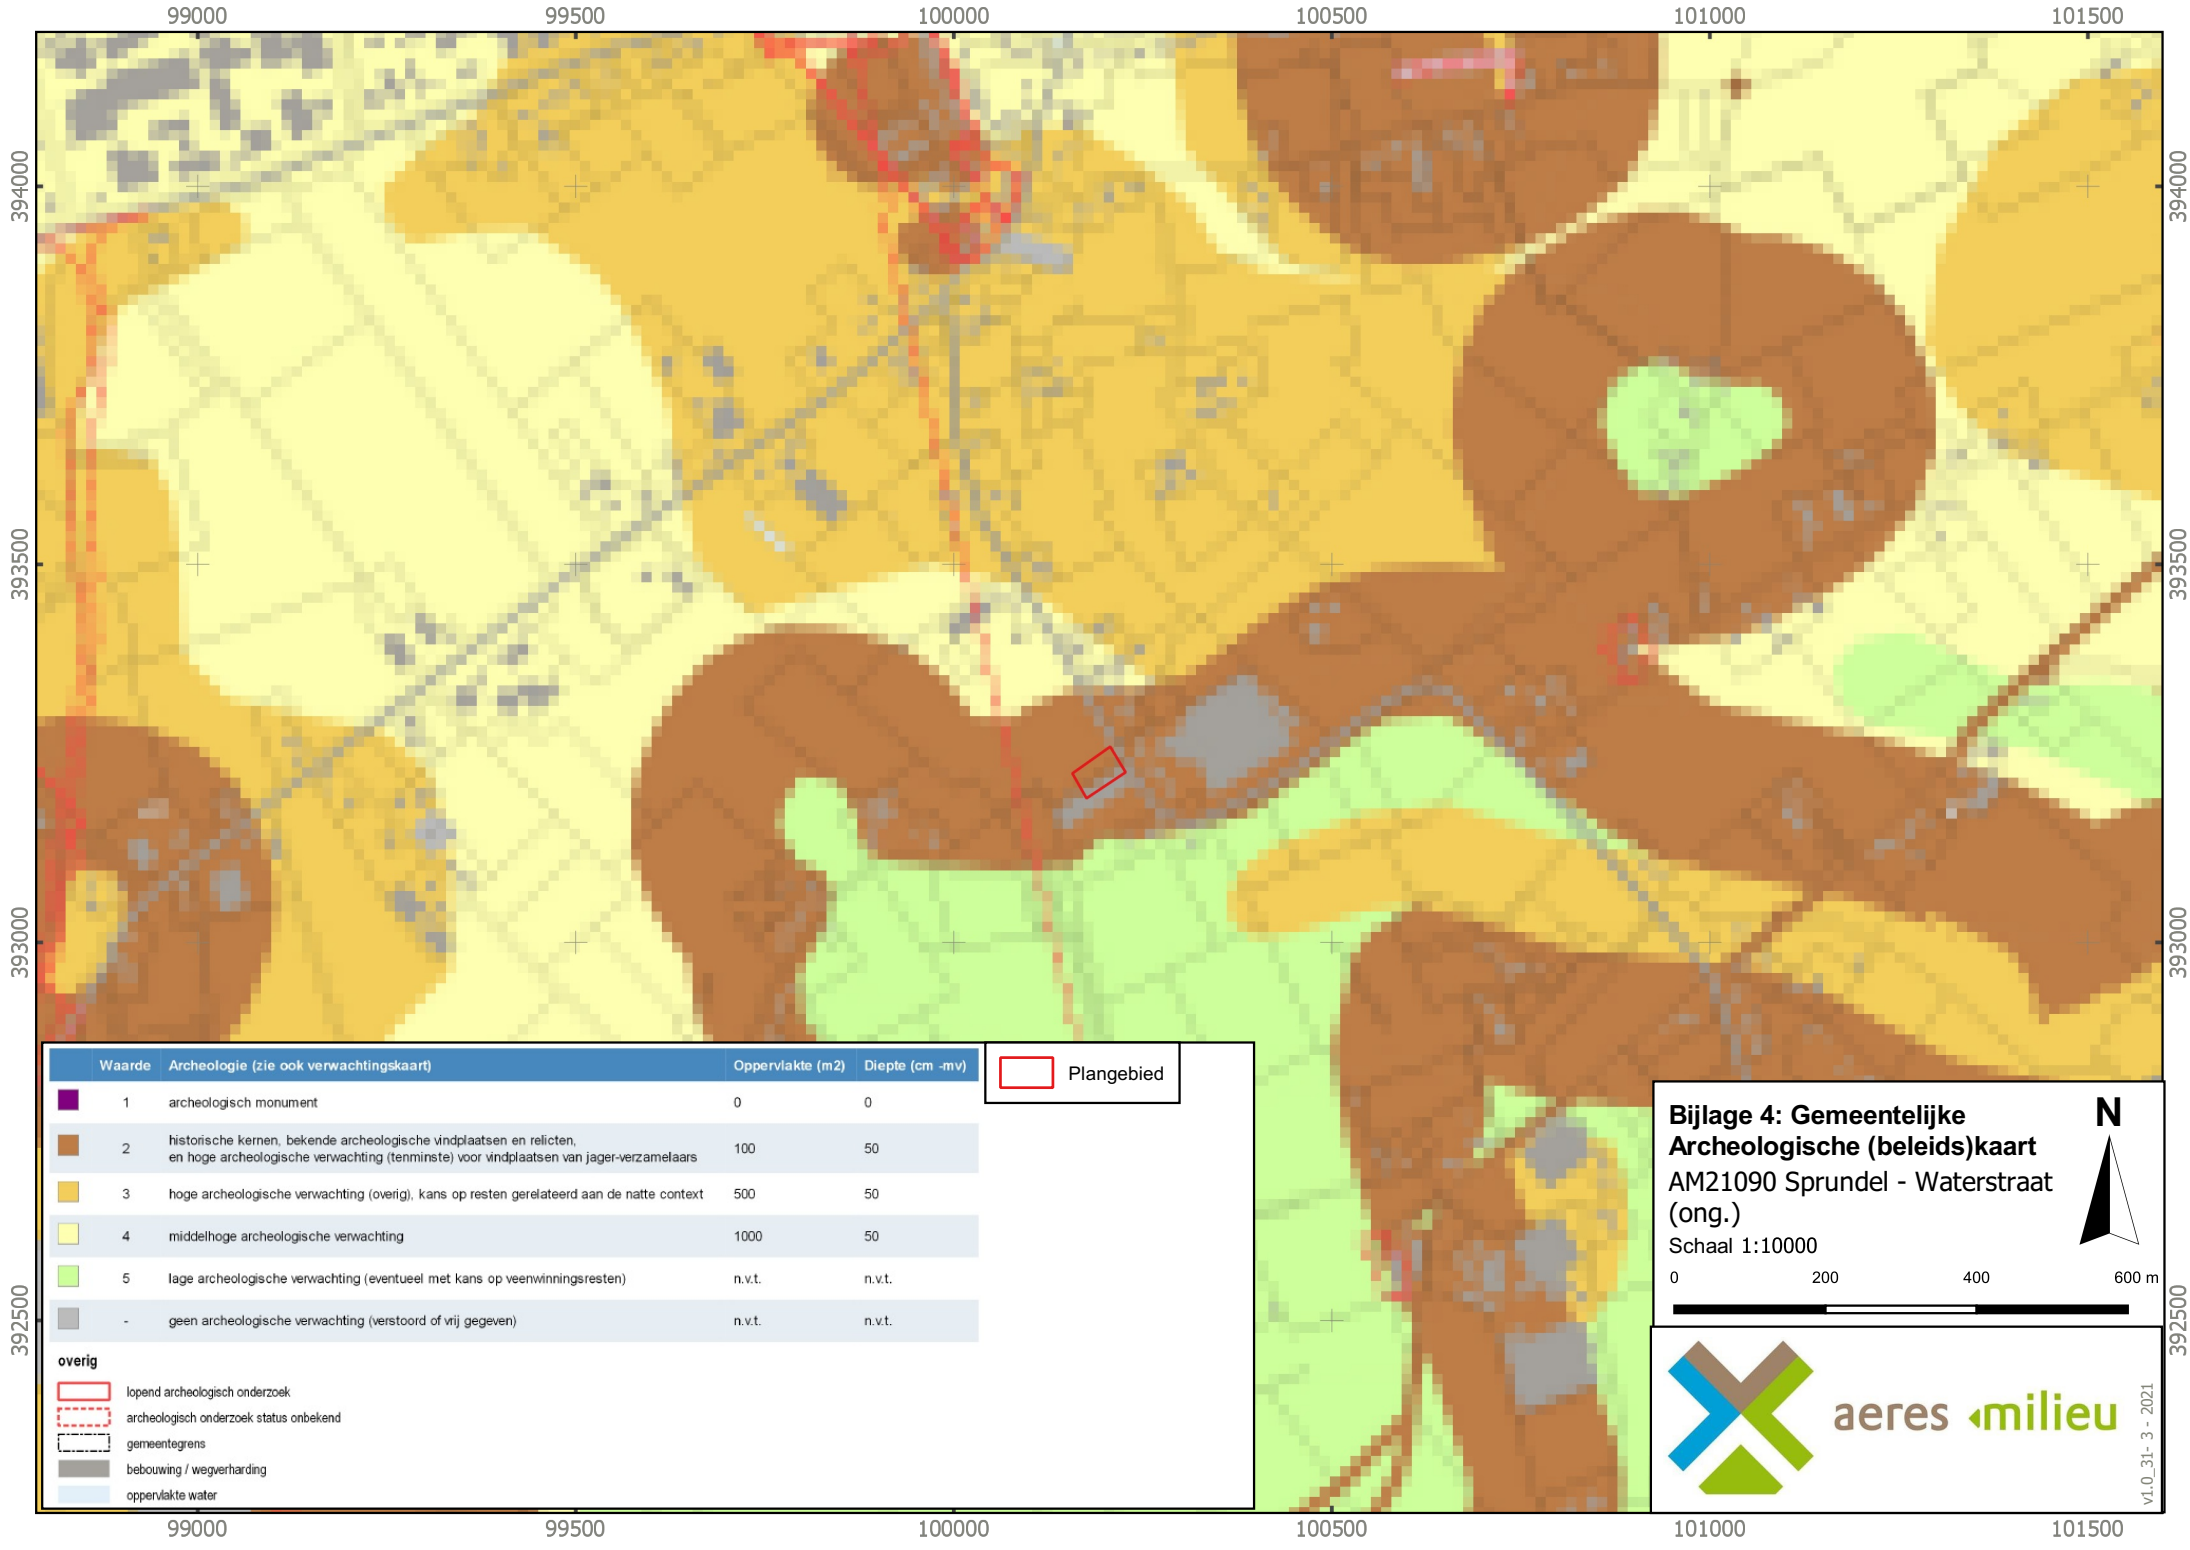 99000 99500 100000 100500 101000 101500
394000 394000
393500 393500
393000 393000
392500 392500
Waarde Archeologie (zie ook verwachtingskaart) Oppervlakte (m2) Diepte (cm -mv)
1 archeologisch monument 0 0
2 historische kernen, bekende archeologische vindplaatsen en relicten, 100 50
en hoge archeologische verwachting (tenminste) voor vindplaatsen van jager-verzamelaars
3 hoge archeologische verwachting (overig), kans op resten gerelateerd aan de natte context 500 50
4 middelhoge archeologische verwachting 1000 50
5 lage archeologische verwachting (eventueel met kans op veenwinningsresten) n.v.t. n.v.t.
- geen archeologische verwachting (verstoord of vrij gegeven) n.v.t. n.v.t.
overig
lopend archeologisch onderzoek
archeologisch onderzoek status onbekend
gemeentegrens
bebouwing / wegverharding
oppervlakte water
Plangebied
Bijlage 4: Gemeentelijke
Archeologische (beleids)kaart
AM21090 Sprundel - Waterstraat
(ong.)
Schaal 1:10000
N
0 200 400 600 m
aeres milieu
v1.0_31- 3 - 2021
99000 99500 100000 100500 101000 101500